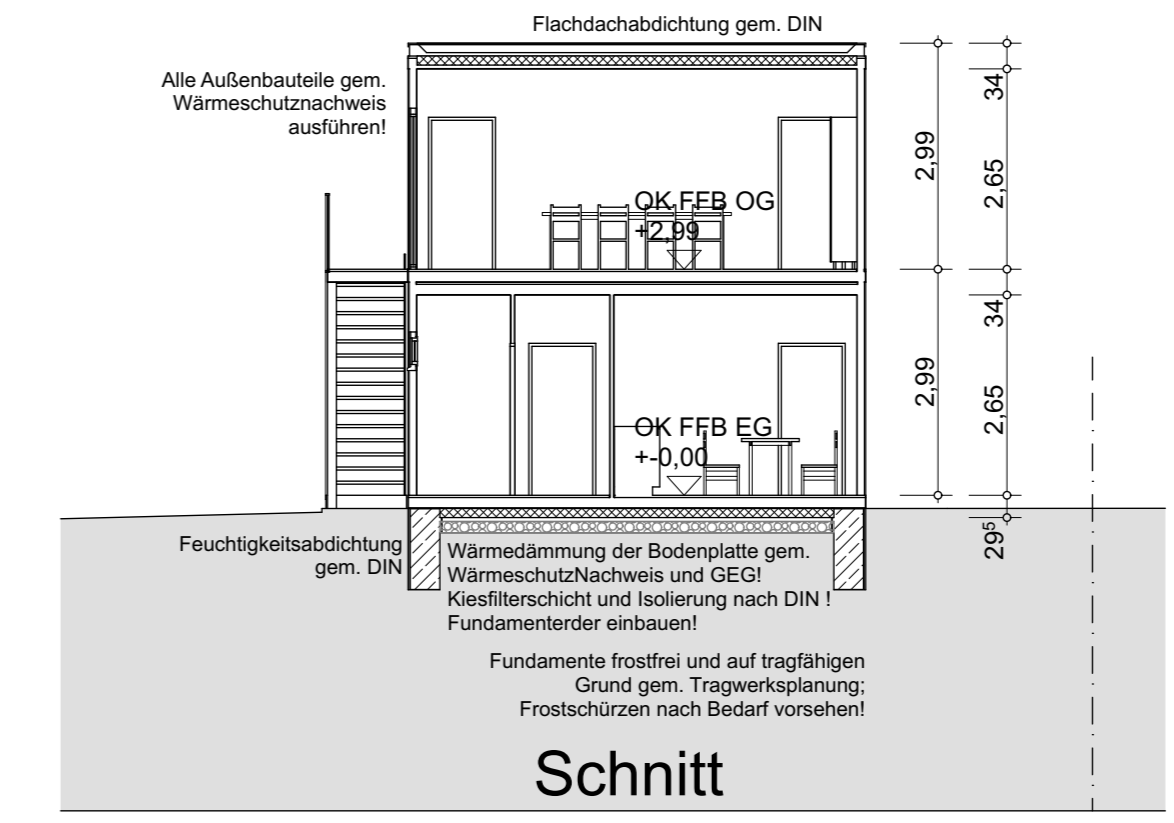 Flachdachabdichtung gem. DIN
Alle Außenbauteile gem.
Wärmeschutznachweis
ausführen!
34
2,99
2,65
OK FFB OG
+2,99
34
2,99
2,65
OK FFB EG
+-0,00
29⁵
Feuchtigkeitsabdichtung
gem. DIN
Wärmedämmung der Bodenplatte gem.
WärmeschutzNachweis und GEG!
Kiesfilterschicht und Isolierung nach DIN !
Fundamenterder einbauen!
Fundamente frostfrei und auf tragfähigen
Grund gem. Tragwerksplanung;
Frostschürzen nach Bedarf vorsehen!
Schnitt